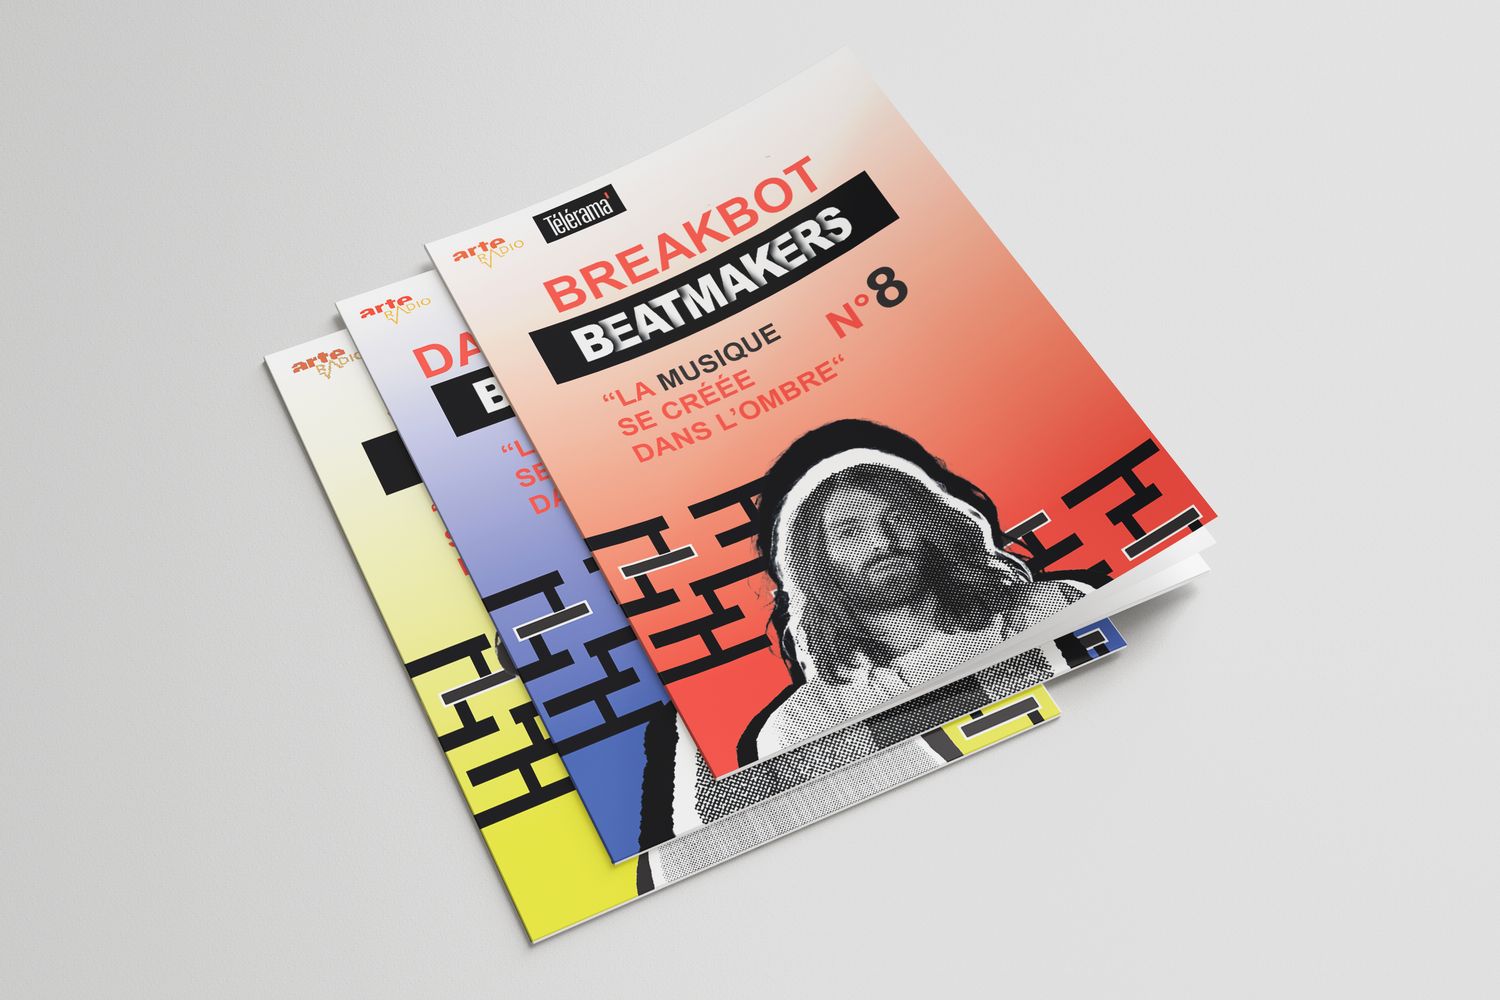 arte
RADIO
Télérama'
BREAKBOT
BEATMAKERS
N°8
“LA MUSIQUE
SE CRÉÉE
DANS L’OMBRE“
arte
RADIO
DA
B
“L
SE
DA
arte
RADIO